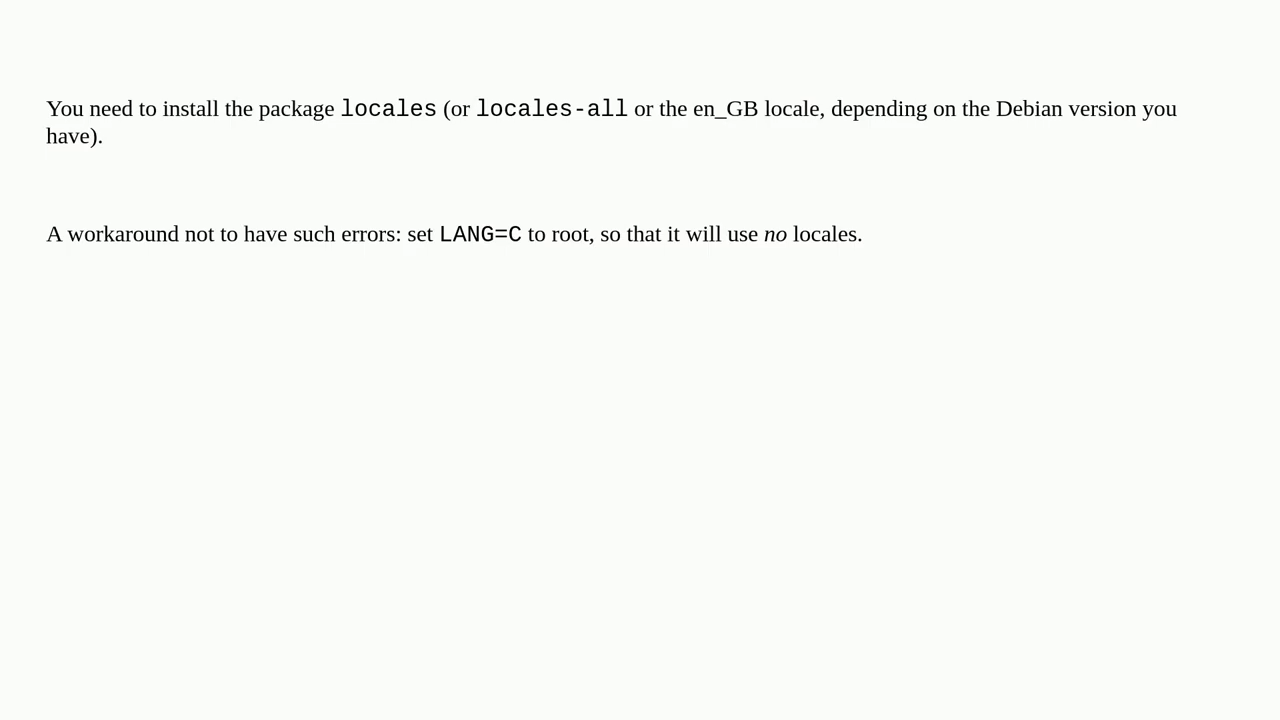 You need to install the package locales (or locales-all or the en_GB locale, depending on the Debian version you
have).
A workaround not to have such errors: set LANG=C to root, so that it will use no locales.